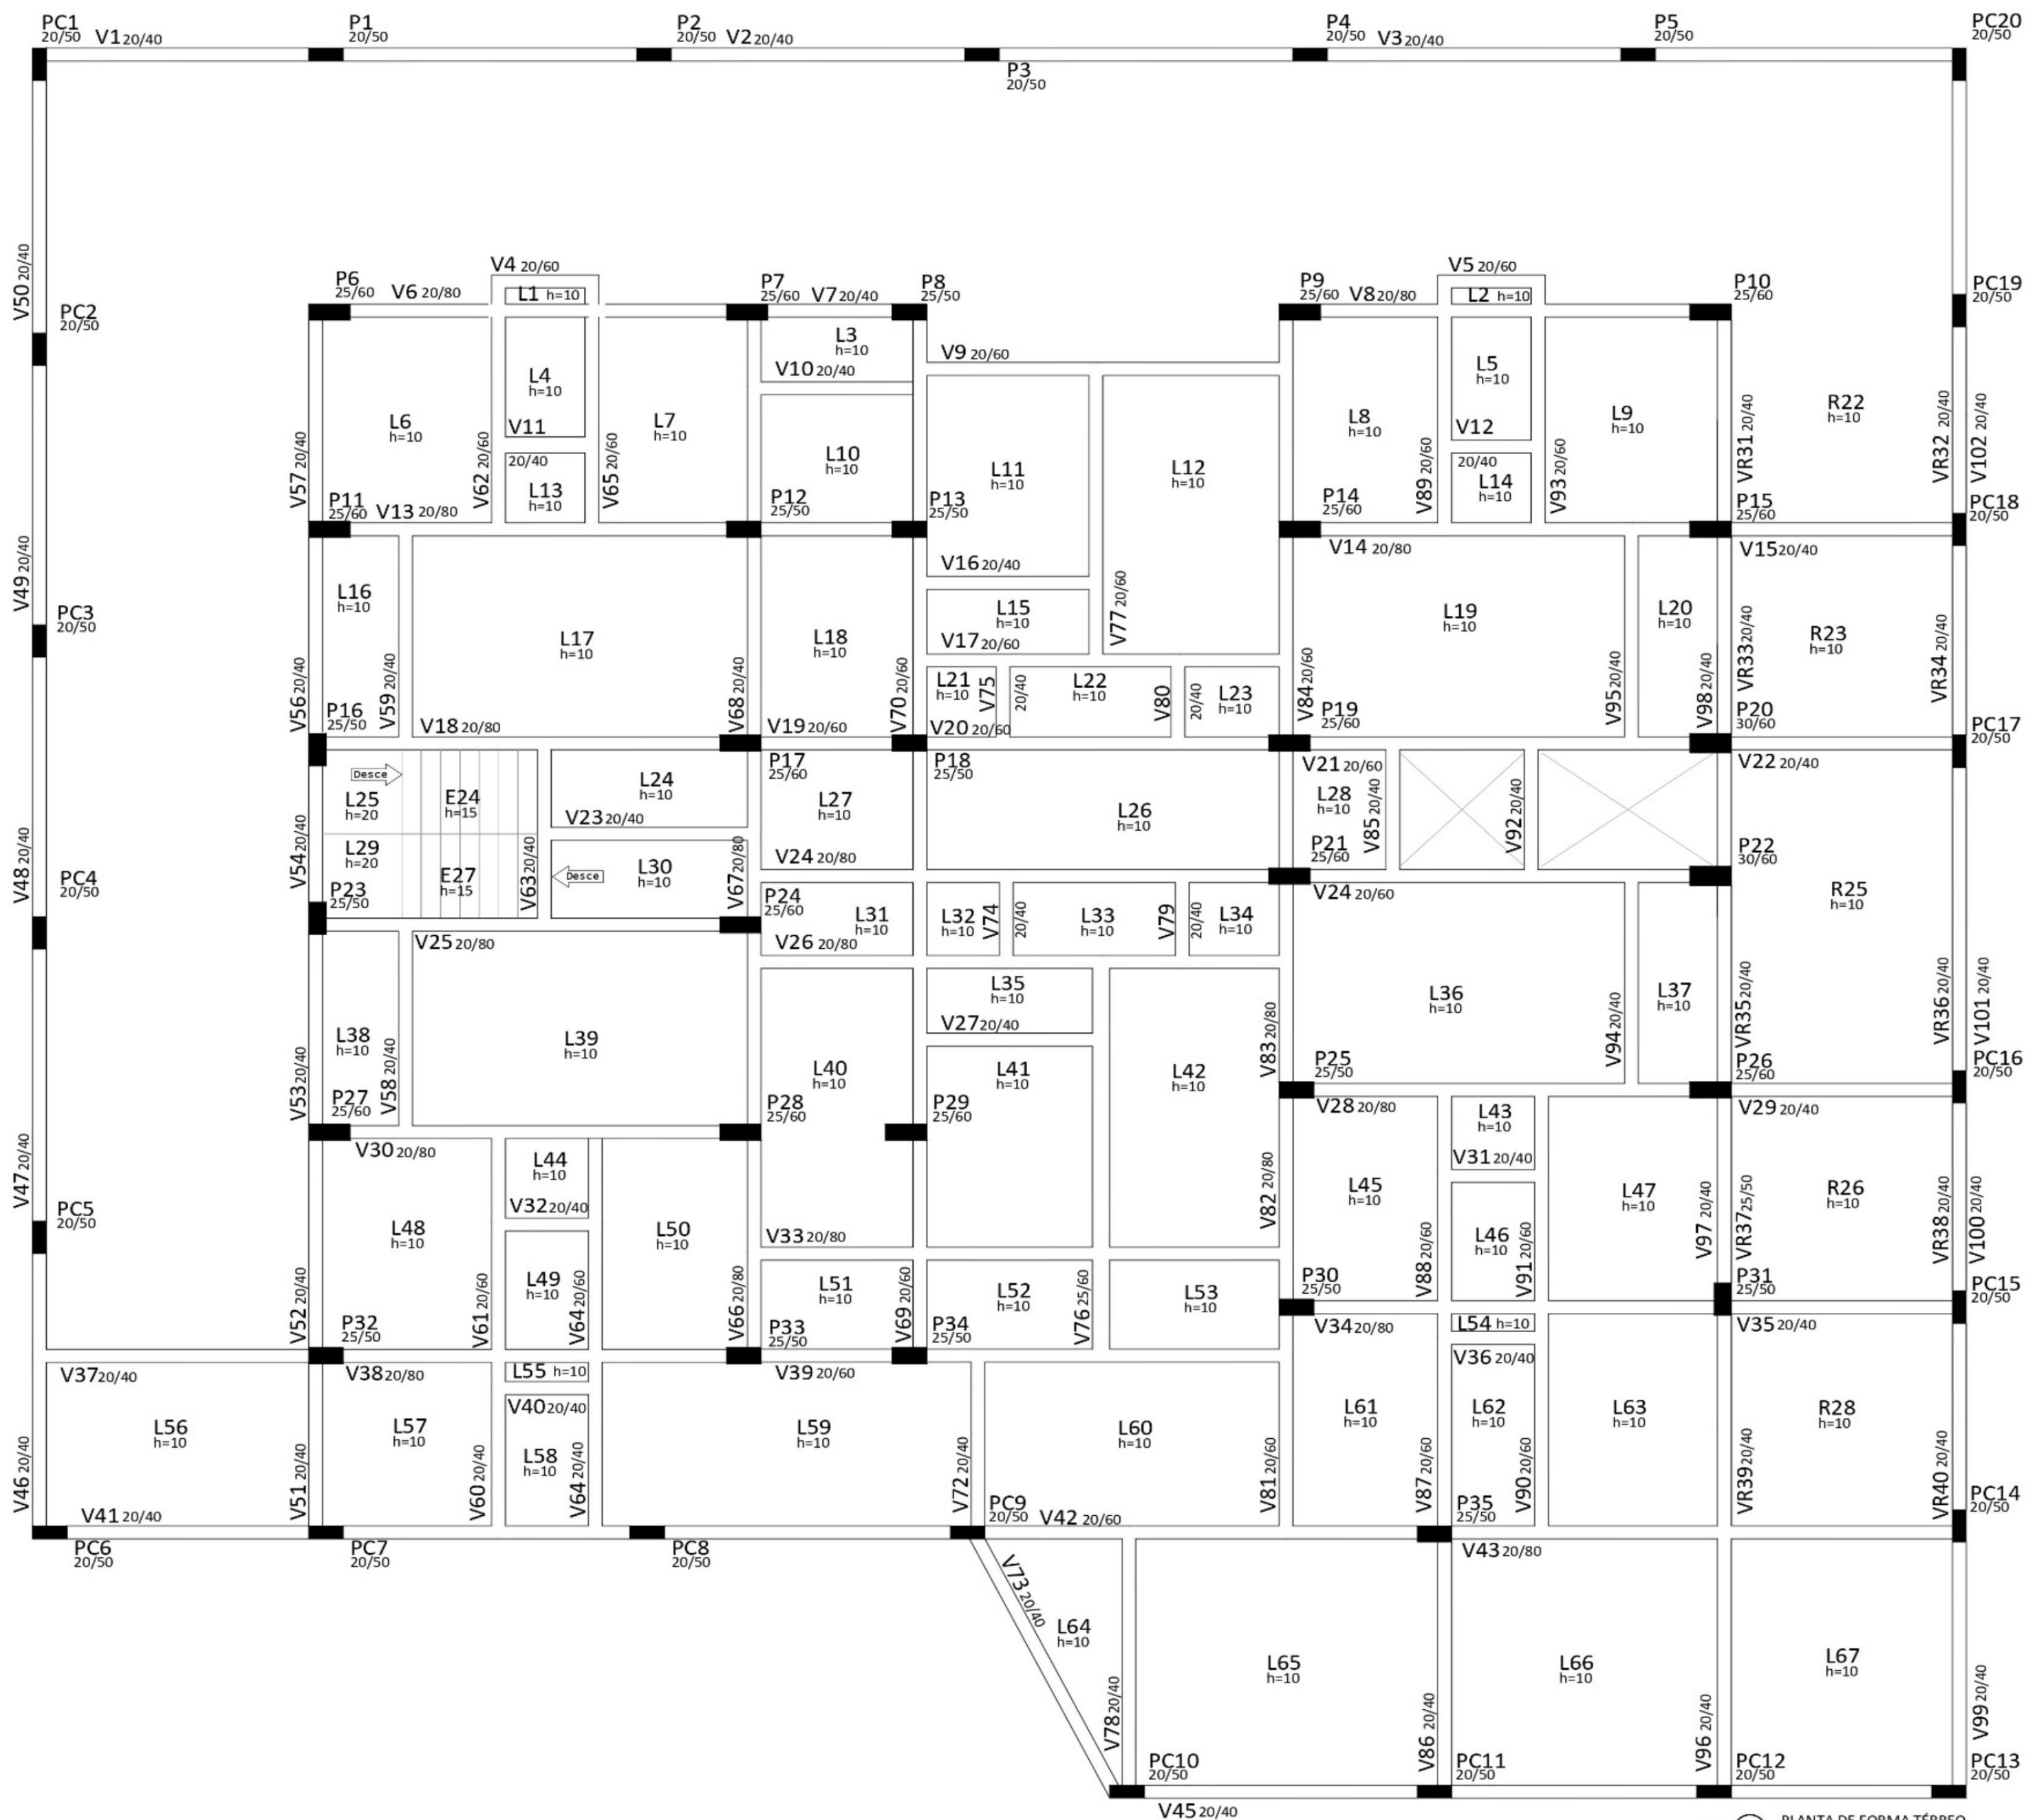 PC1 P1 P2 P4 P5 PC20
20/50 V1 20/40 20/50 20/50 V2 20/40 20/50 V3 20/40 20/50 20/50
P3
20/50
V50 20/40
V4 20/60 V5 20/60
P6 P7 P8 P9 P10 PC19
25/60 V6 20/80 L1 h=10 25/60 V7 20/40 25/50 25/60 V8 20/80 L2 h=10 25/60 20/50
PC2
20/50
L3
h=10
V9 20/60
V10 20/40
L4 L5
h=10 h=10
L6 L7 L8 L9 R22
h=10 h=10 h=10 h=10 h=10
V11 V12
20/40 20/40
L10 L11 L12
h=10 h=10 h=10
V57 20/40 V62 20/60 V65 20/60 V89 20/60 V93 20/60 VR31 20/40 VR32 20/40 V102 20/40
L13 L14
h=10 h=10
P11 P12 P13 P14 P15 PC18
25/60 V13 20/80 25/50 25/50 25/60 25/60 20/50
V14 20/80 V15 20/40
V16 20/40
V49 20/40
L16
h=10
PC3
20/50
L15
h=10
L17 L18 L19 L20 R23
h=10 h=10 h=10 h=10 h=10
V17 20/60
V77 20/60
L21 L22 L23
h=10 h=10 h=10
V56 20/40 V59 20/40 V68 20/40 V70 20/60 V75 20/40 V80 20/40 V84 20/60 V95 20/40 V98 20/40 VR33 20/40 VR34 20/40
P16 P19 P20 PC17
25/50 V18 20/80 V19 20/60 V20 20/60 25/60 30/60 20/50
P17 P18 V21 20/60 V22 20/40
25/60 25/50
Desce
L25 E24 L24 L27 L26 L28
h=20 h=15 h=10 h=10 h=10 h=10
V23 20/40
V85 20/40 V92 20/40
L29 P21 P22
h=20 25/60 30/60
V24 20/80
V48 20/40 V54 20/40 V63 20/40 V67 20/80
PC4 E27 Desce L30
20/50 h=15 h=10
P23 P24 V24 20/60 R25
25/50 25/60 h=10
L31 L32 V74 20/40 L33 V79 20/40 L34
h=10 h=10 h=10 h=10
V25 20/80 V26 20/80
L35 L36 L37
h=10 h=10 h=10
V27 20/40
L38 L39 L40 L41 L42
h=10 h=10 h=10 h=10 h=10
V53 20/40 V58 20/40 V83 20/80 V94 20/40 VR35 20/40 VR36 20/40 V101 20/40
P27 P28 P29 P25 P26 PC16
25/60 25/60 25/60 25/50 25/60 20/50
V28 20/80 V29 20/40
L43
h=10
V30 20/80
V31 20/40
L44
h=10
V47 20/40
PC5
20/50
V32 20/40
L45 L47 R26
h=10 h=10 h=10
L48 L50 L46
h=10 h=10 h=10
V33 20/80
V82 20/80 V88 20/60 V91 20/60 V97 20/40 VR37 25/50 VR38 20/40 V100 20/40
L49 L51 L52 L53
h=10 h=10 h=10 h=10
P30 P31 PC15
25/50 25/50 20/50
V52 20/40 V61 20/60 V64 20/60 V66 20/80 V69 20/60 V76 25/60
P32 P33 P34 V34 20/80 L54 h=10 V35 20/40
25/50 25/50 25/50
V36 20/40
V37 20/40 V38 20/80 L55 h=10 V39 20/60
V40 20/40
L56 L57 L58 L59 L60 L61 L62 L63 R28
h=10 h=10 h=10 h=10 h=10 h=10 h=10 h=10 h=10
V46 20/40 V51 20/40 V60 20/40 V64 20/40 V72 20/40 V81 20/60 V87 20/60 V90 20/60 VR39 20/40 VR40 20/40
V41 20/40 PC9 V42 20/60 P35 PC14
20/50 25/50 20/50
PC6 PC7 PC8 V43 20/80
20/50 20/50 20/50
V73 20/40
L64 L65 L66 L67
h=10 h=10 h=10 h=10
V78 20/40 V86 20/40 V96 20/40 V99 20/40
PC10 PC11 PC12 PC13
20/50 20/50 20/50 20/50
V45 20/40
PLANTA DE FORMA TÉRREO